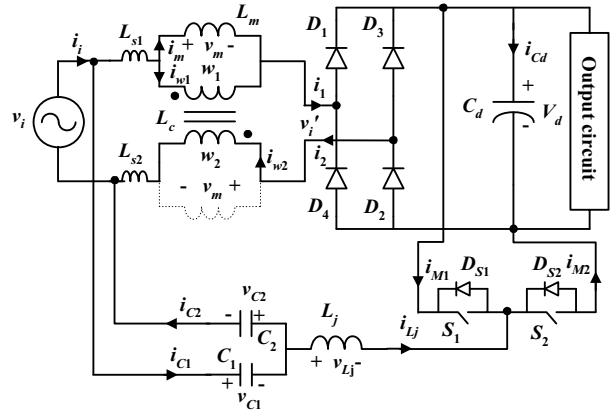 L_m
L_s1
i_i
i_m + v_m -
i_w1 w_1
v_i
L_c
L_s2
w_2
i_w2
- v_m +
i_1
v_i'
i_2
D_1 D_3
D_4 D_2
i_Cd
+
C_d V_d
-
Output circuit
i_M1 D_S1 D_S2 i_M2
S_1 S_2
v_C2
i_C2 - +
C_2
L_j i_Lj
i_C1 C_1
+ v_Lj -
+ -
v_C1